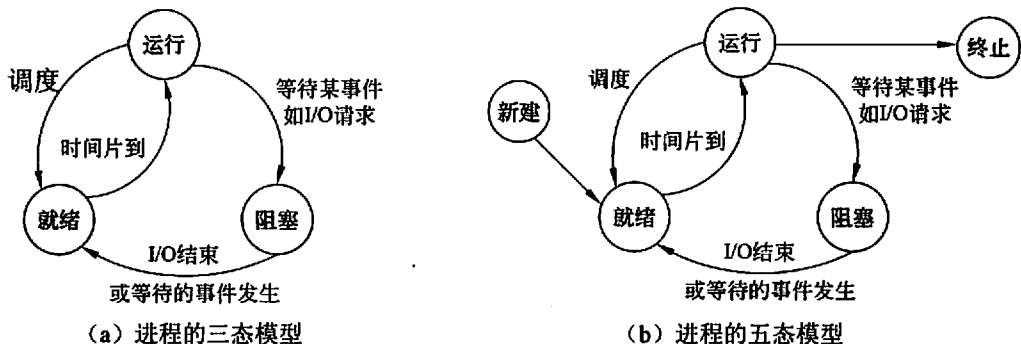 运行
调度
等待某事件
如I/O请求
时间片到
就绪
阻塞
I/O结束
或等待的事件发生
（a）进程的三态模型
运行
终止
调度
等待某事件
如I/O请求
新建
时间片到
就绪
阻塞
I/O结束
或等待的事件发生
（b）进程的五态模型